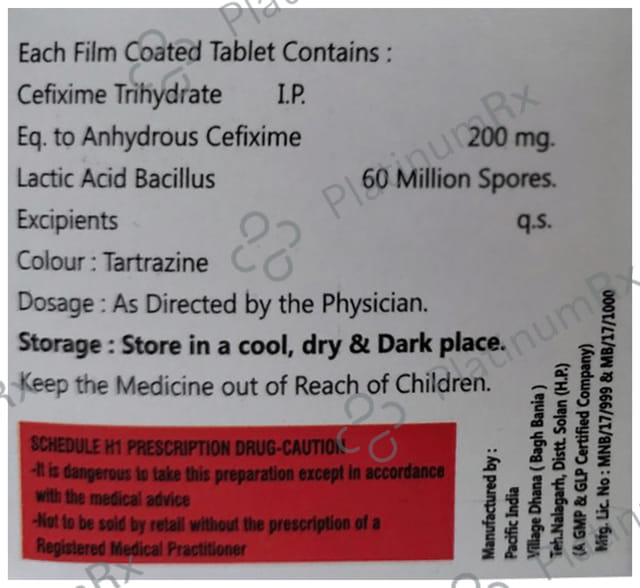 Each Film Coated Tablet Contains :
Cefixime Trihydrate I.P.
Eq. to Anhydrous Cefixime 200 mg.
Lactic Acid Bacillus 60 Million Spores.
Excipients q.s.
Colour : Tartrazine
Dosage : As Directed by the Physician.
Storage : Store in a cool, dry & Dark place.
Keep the Medicine out of Reach of Children.
SCHEDULE H1 PRESCRIPTION DRUG-CAUTION
-It is dangerous to take this preparation except in accordance
with the medical advice
-Not to be sold by retail without the prescription of a
Registered Medical Practitioner
Manufactured by :
Pacific India
Village Dhana ( Bagh Bania )
Teh.Nalagarh, Distt. Solan (H.P.)
(A GMP & GLP Certified Company)
Mfg. Lic. No : MNB/17/999 & MB/17/1000
PlatinumRx
PlatinumRx
PlatinumRx